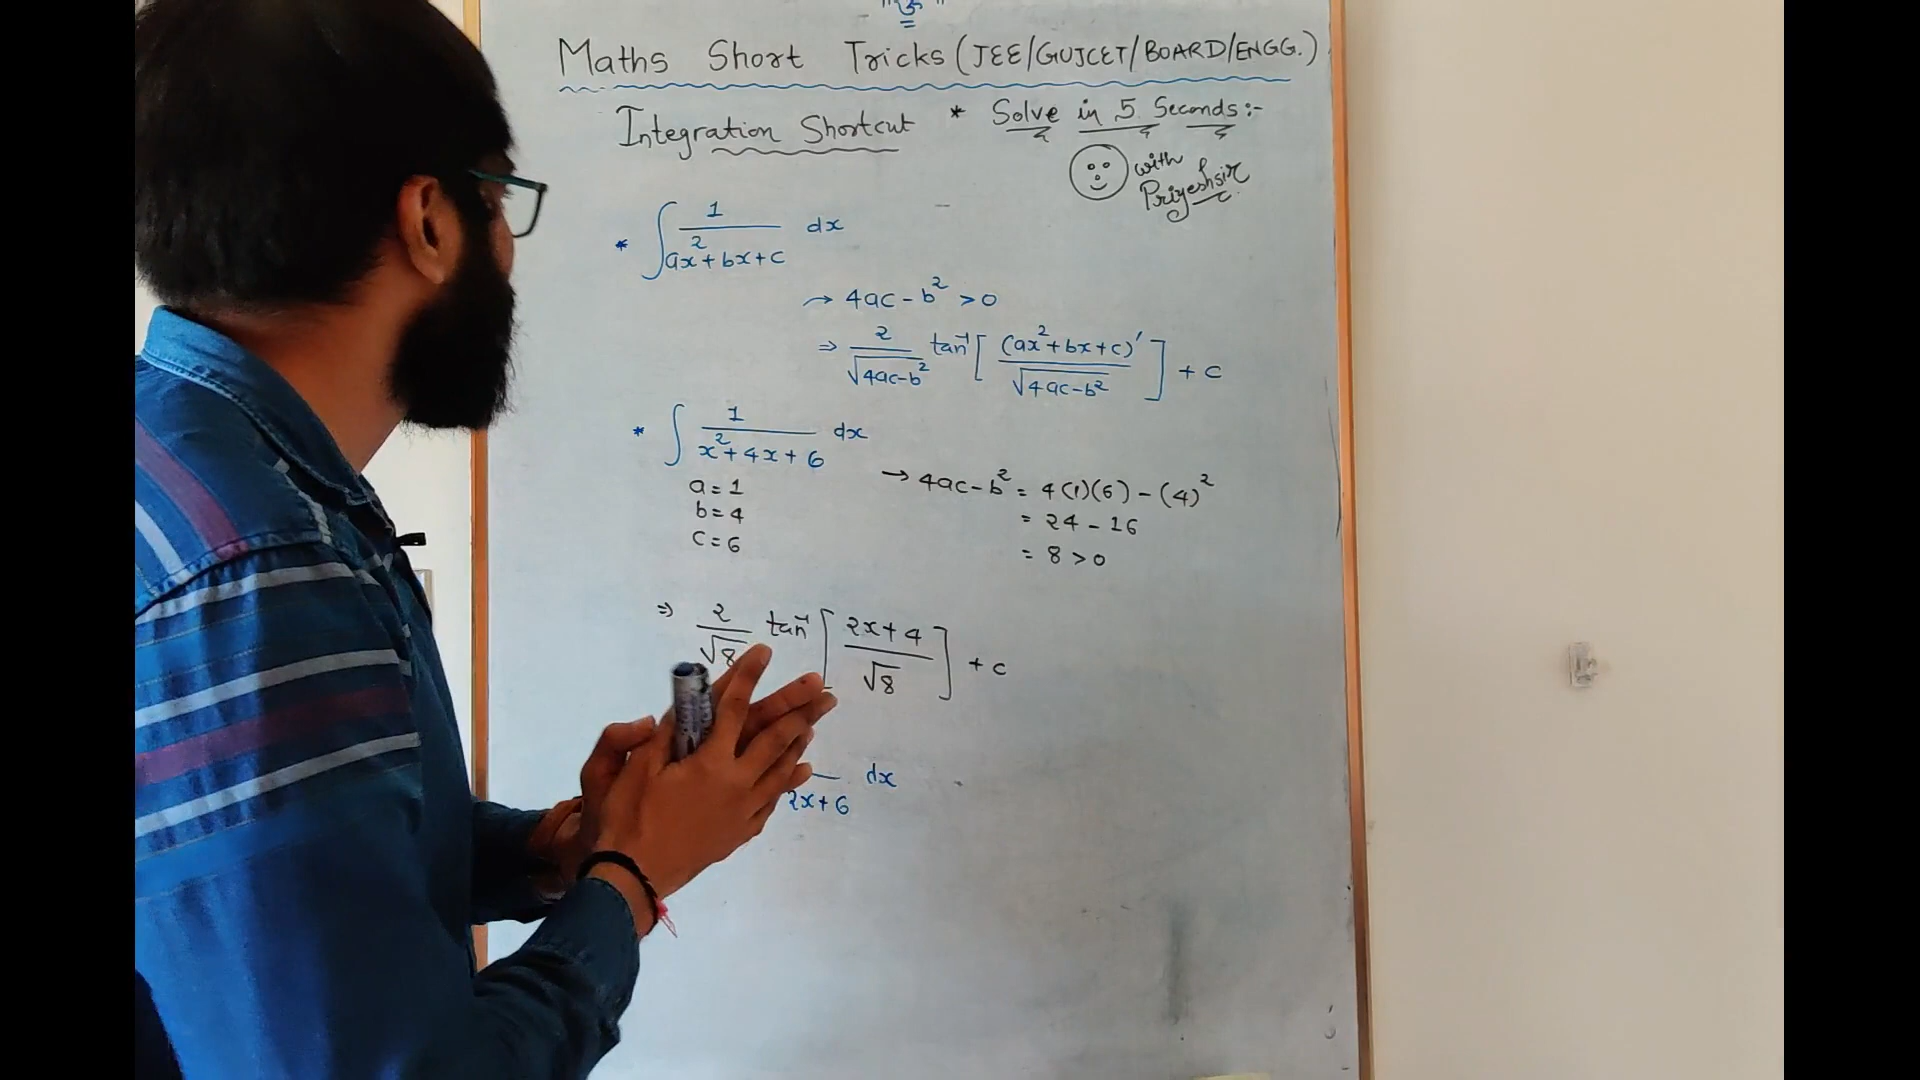 "ૐ"
Maths Short Tricks (JEE/GUJCET/BOARD/ENGG.)
Integration Shortcut * Solve in 5 Seconds:-
with
Priyeshsir
* ∫ 1/(ax²+bx+c) dx
→ 4ac-b² >0
⇒ 2/√(4ac-b²) tan⁻¹ [ (ax²+bx+c)′ / √(4ac-b²) ] + c
* ∫ 1/(x²+4x+6) dx
→ 4ac-b² = 4(1)(6) - (4)²
a=1
= 24 - 16
b=4
c=6
= 8 >0
⇒ 2/√8 tan⁻¹ [ (2x+4)/√8 ] + c
dx
2x+6